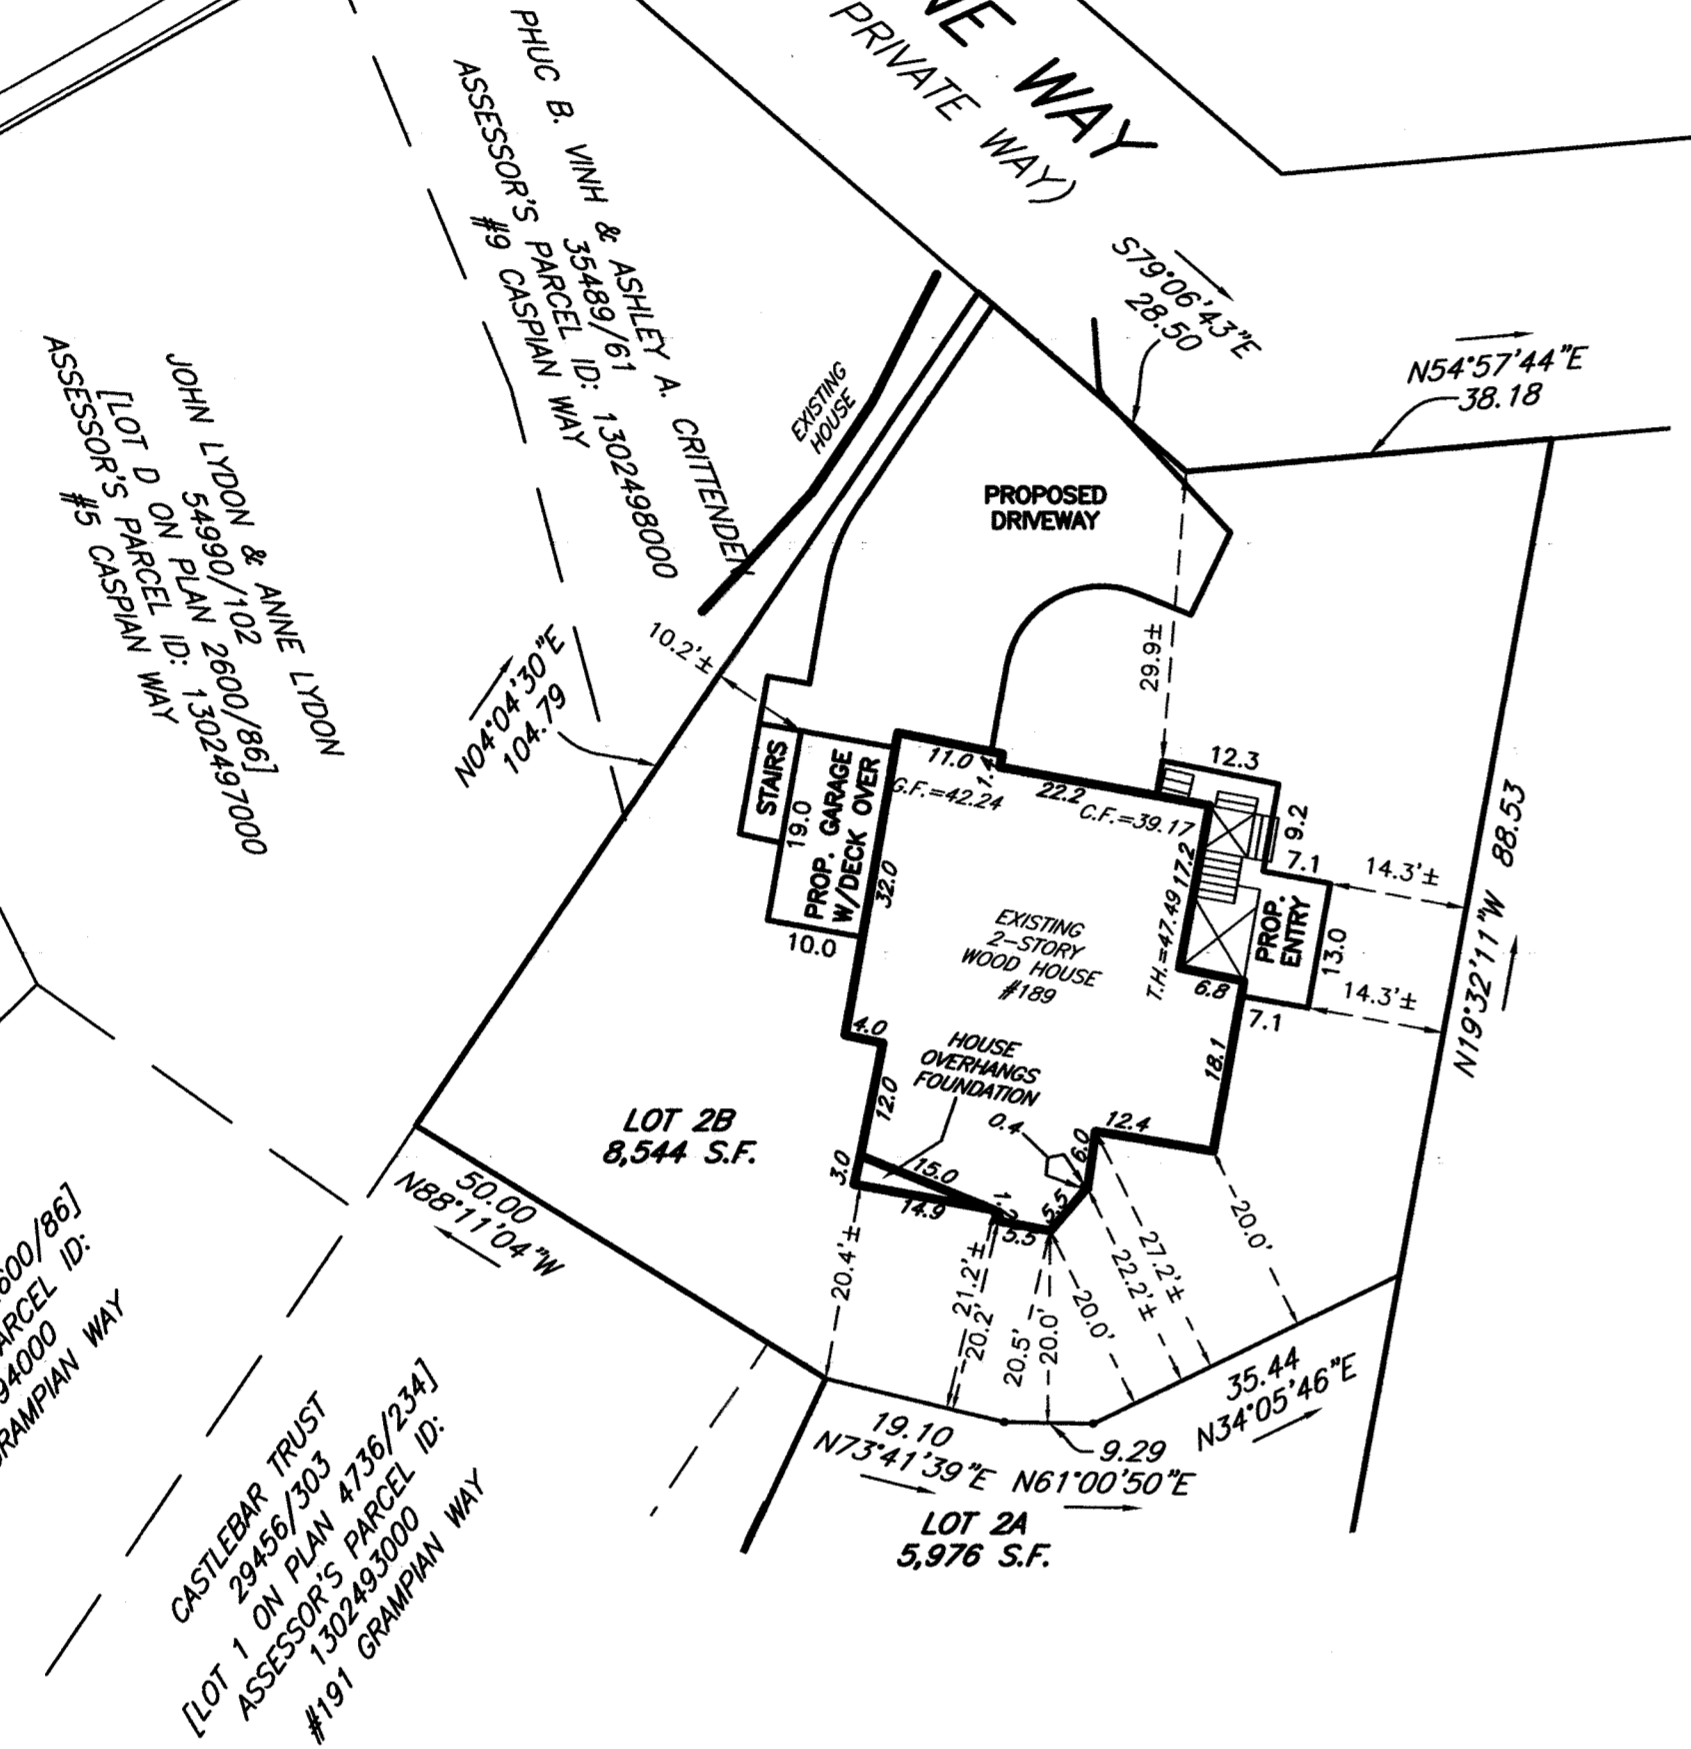 NE WAY
PRIVATE WAY)
PHUC B. VINH & ASHLEY A. CRITTENDEN
35489/61
ASSESSOR'S PARCEL ID: 1302498000
#9 CASPIAN WAY
JOHN LYDON & ANNE LYDON
54990/102
[LOT D ON PLAN 2600/86]
ASSESSOR'S PARCEL ID: 1302497000
#5 CASPIAN WAY
EXISTING
HOUSE
S79°06'43"E
28.50
N54°57'44"E
38.18
PROPOSED
DRIVEWAY
10.2'±
29.9±
N04°04'30"E
104.79
STAIRS
19.0
PROP. GARAGE
W/DECK OVER
10.0
11.0
1.4
G.F.=42.24
22.2
C.F.=39.17
12.3
9.2
7.1
14.3'±
32.0
17.2
T.H.=47.49
PROP.
ENTRY
13.0
14.3'±
6.8
7.1
N19°32'11"W 88.53
EXISTING
2-STORY
WOOD HOUSE
#189
4.0
HOUSE
OVERHANGS
FOUNDATION
18.1
12.0
0.4
12.4
6.0
LOT 2B
8,544 S.F.
3.0
15.0
14.9
5.5
5.5
50.00
N88°11'04"W
20.4'±
21.2'±
20.2'
20.5'
20.0'
20.0'
22.2'±
27.2'±
20.0'
19.10
N73°41'39"E
9.29
N61°00'50"E
35.44
N34°05'46"E
LOT 2A
5,976 S.F.
600/86]
ARCEL ID:
94000
RAMPIAN WAY
CASTLEBAR TRUST
29456/303
[LOT 1 ON PLAN 4736/234]
ASSESSOR'S PARCEL ID:
1302493000
#191 GRAMPIAN WAY